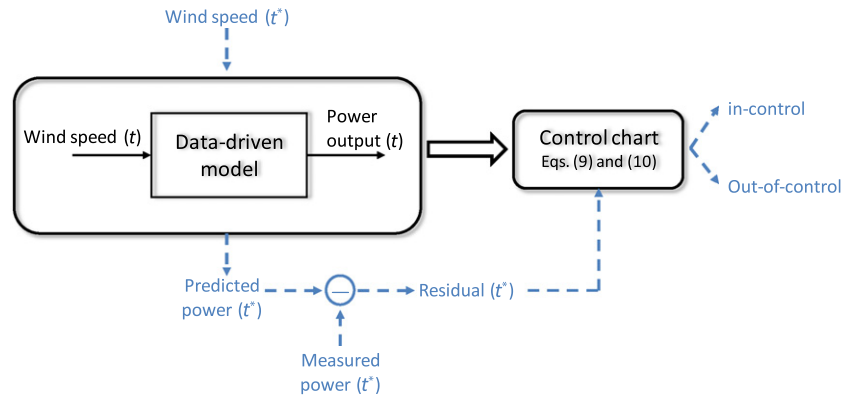 Wind speed (t*)
Wind speed (t)
Data-driven
model
Power
output (t)
Control chart
Eqs. (9) and (10)
in-control
Out-of-control
Predicted
power (t*)
—
Residual (t*)
Measured
power (t*)